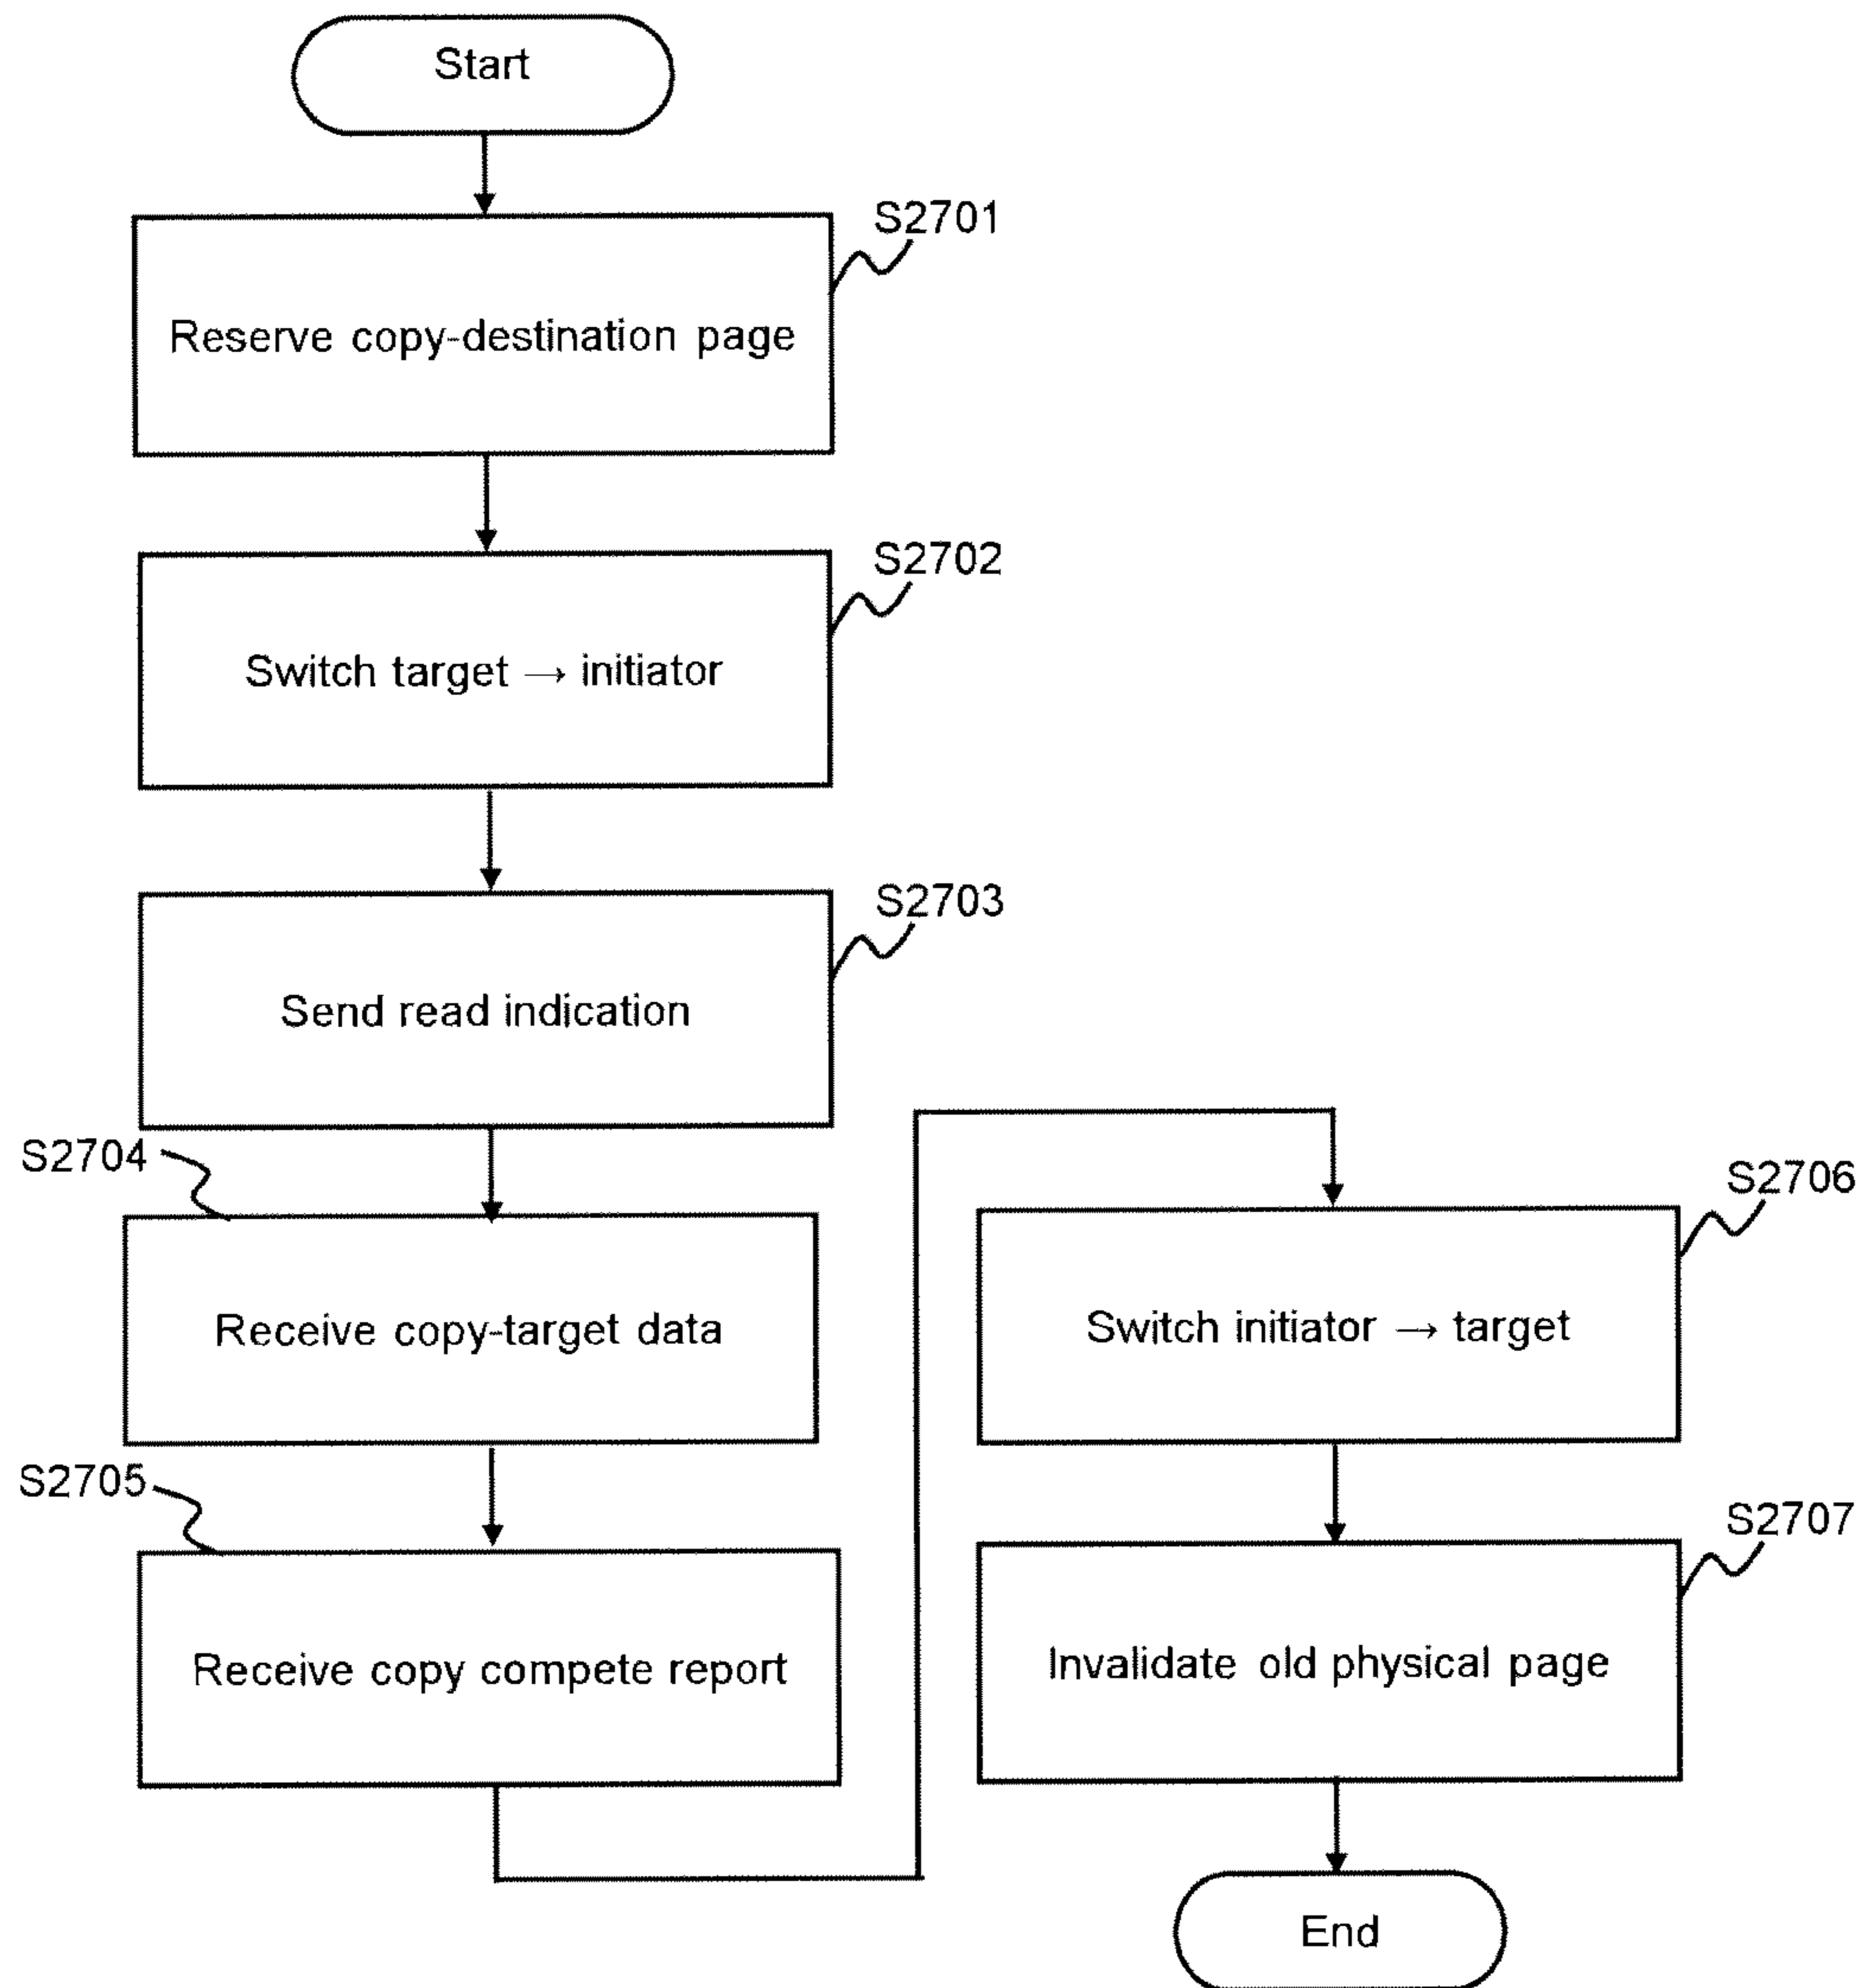 Start
S2701
Reserve copy-destination page
S2702
Switch target → initiator
S2703
Send read indication
S2704
Receive copy-target data
S2705
Receive copy compete report
S2706
Switch initiator → target
S2707
Invalidate old physical page
End